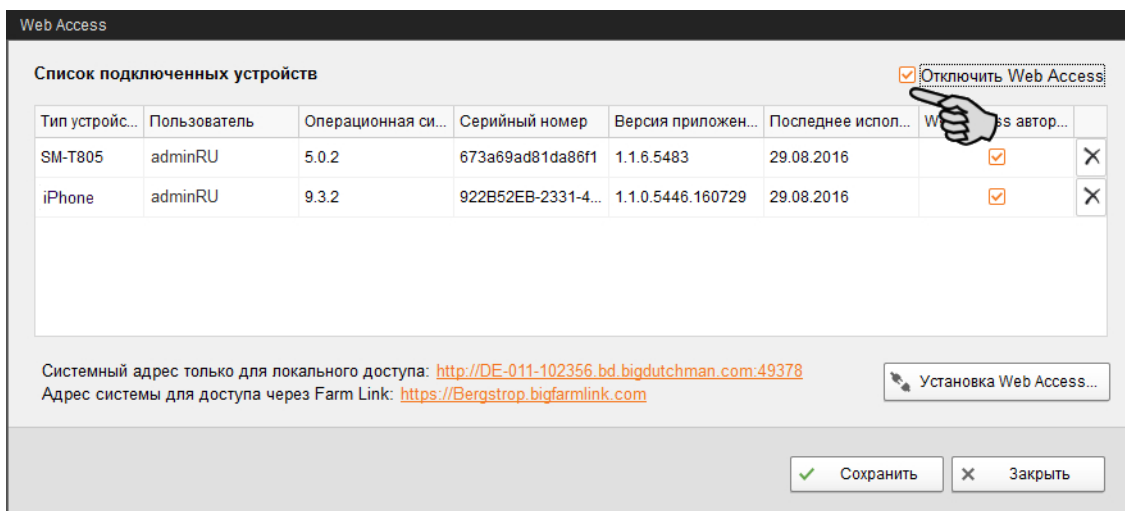 Web Access
Список подключенных устройств
Отключить Web Access
Тип устройс... Пользователь Операционная си... Серийный номер Версия приложен... Последнее испол... ss автор...
SM-T805 adminRU 5.0.2 673a69ad81da86f1 1.1.6.5483 29.08.2016
iPhone adminRU 9.3.2 922B52EB-2331-4... 1.1.0.5446.160729 29.08.2016
Системный адрес только для локального доступа: http://DE-011-102356.bd.bigdutchman.com:49378
Адрес системы для доступа через Farm Link: https://Bergstrop.bigfarmlink.com
Установка Web Access...
Сохранить Закрыть